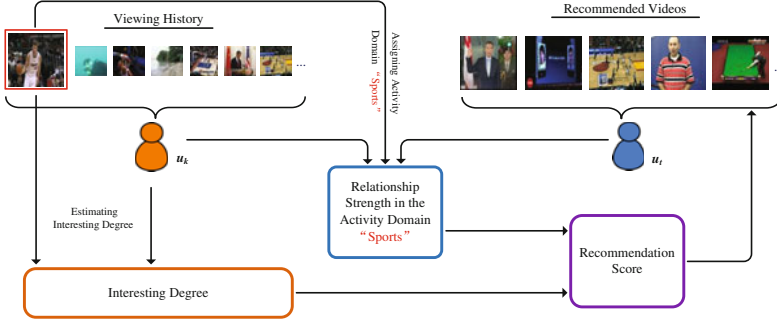 Viewing History
Recommended Videos
...
Assigning Activity
Domain “Sports”
u_k
u_t
Relationship
Strength in the
Activity Domain
“Sports”
Estimating
Interesting Degree
Recommendation
Score
Interesting Degree